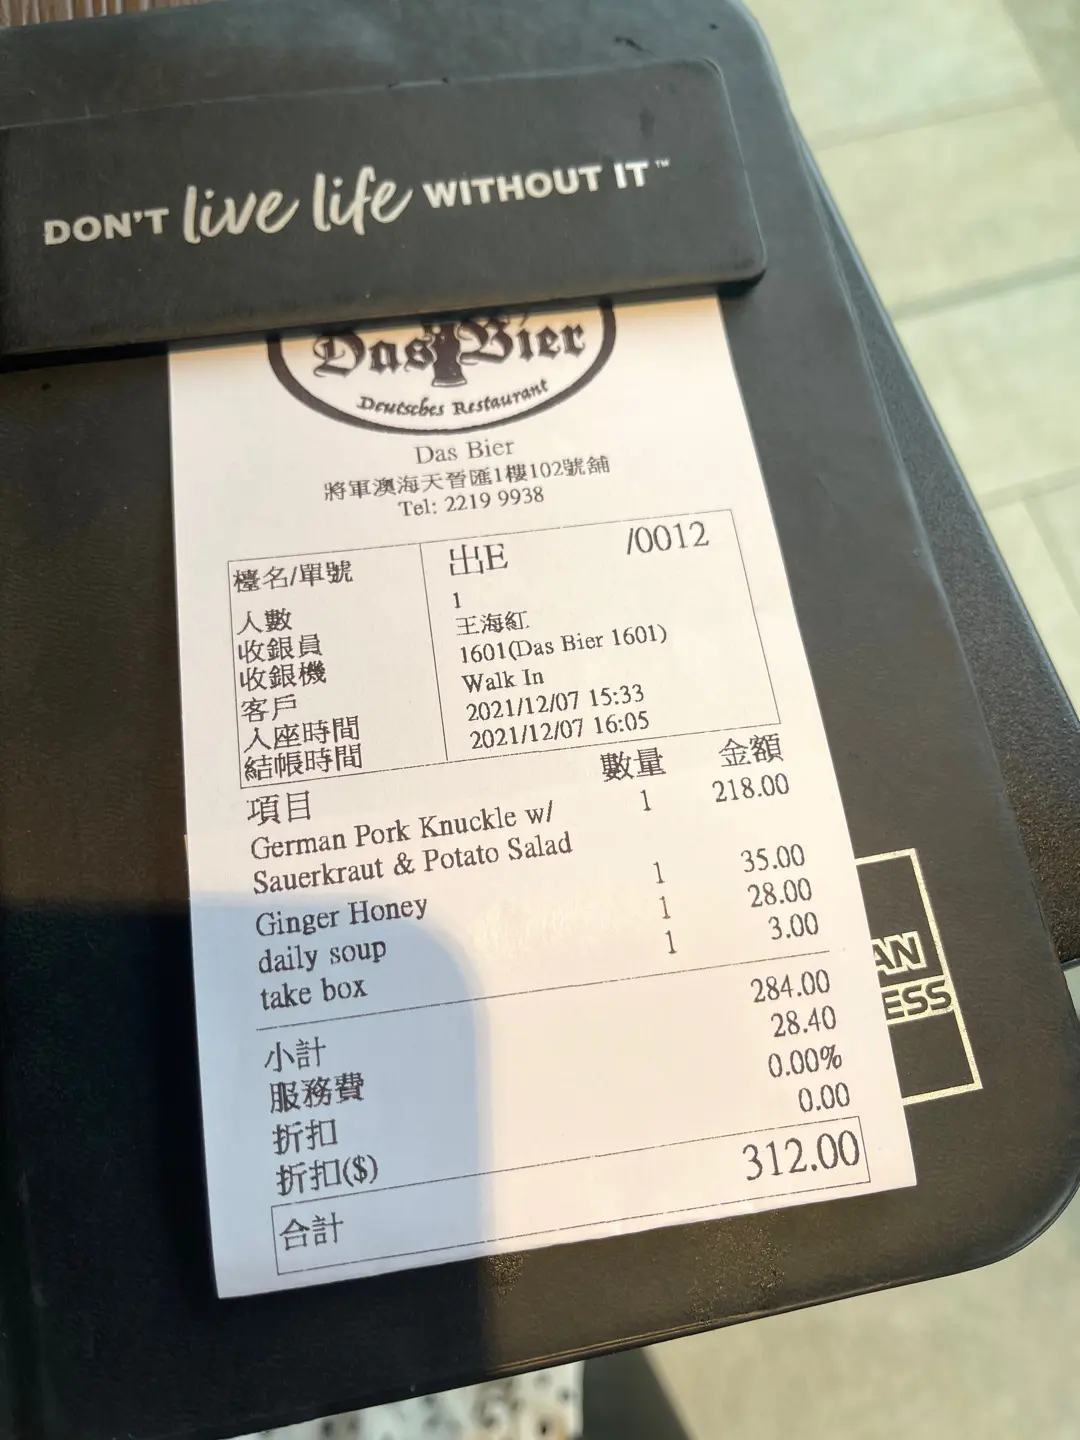 DON'T live life WITHOUT IT™
Das Bier
Deutsches Restaurant
Das Bier
將軍澳海天晉匯1樓102號舖
Tel: 2219 9938
檯名/單號 出E /0012
人數 1
收銀員 王海紅
收銀機 1601(Das Bier 1601)
客戶 Walk In
入座時間 2021/12/07 15:33
結帳時間 2021/12/07 16:05
項目 數量 金額
German Pork Knuckle w/ 1 218.00
Sauerkraut & Potato Salad
Ginger Honey 1 35.00
daily soup 1 28.00
take box 1 3.00
小計 284.00
服務費 28.40
折扣 0.00%
折扣($) 0.00
合計 312.00
AN
ESS